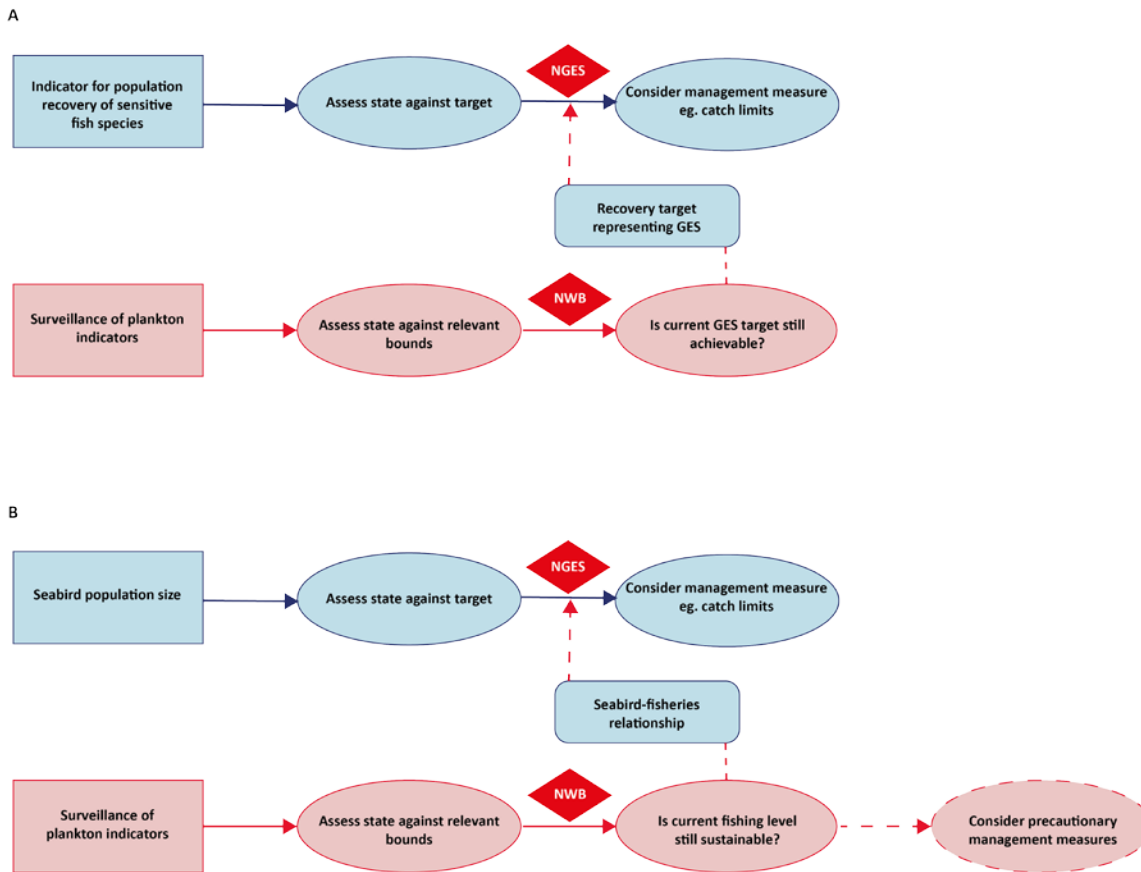 A
Indicator for population
recovery of sensitive
fish species
Assess state against target
NGES
Consider management measure
eg. catch limits
Recovery target
representing GES
Surveillance of plankton
indicators
Assess state against relevant
bounds
NWB
Is current GES target still
achievable?
B
Seabird population size
Assess state against target
NGES
Consider management measure
eg. catch limits
Seabird-fisheries
relationship
Surveillance of
plankton indicators
Assess state against relevant
bounds
NWB
Is current fishing level
still sustainable?
Consider precautionary
management measures